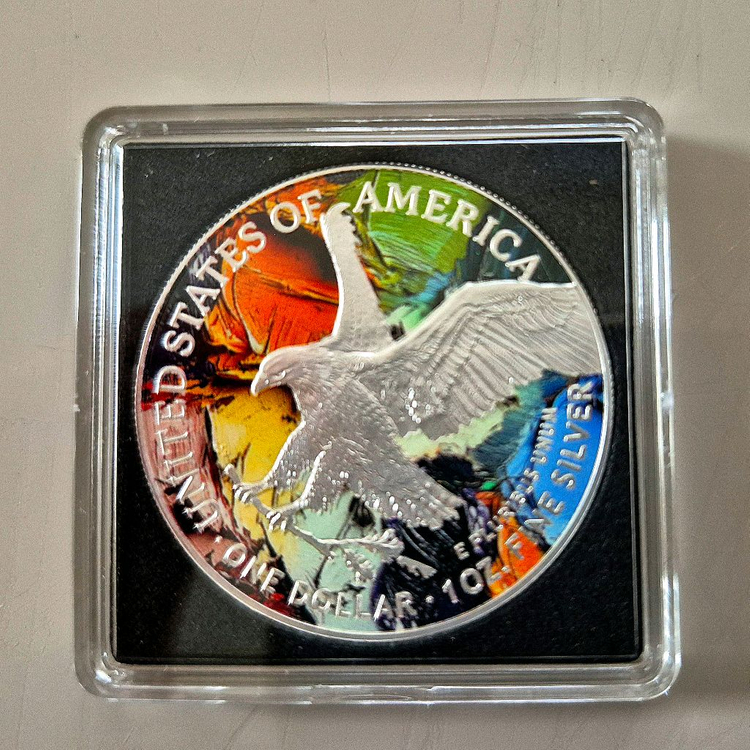 UNITED STATES OF AMERICA
E PLURIBUS UNUM
· ONE DOLLAR · 1 OZ. FINE SILVER